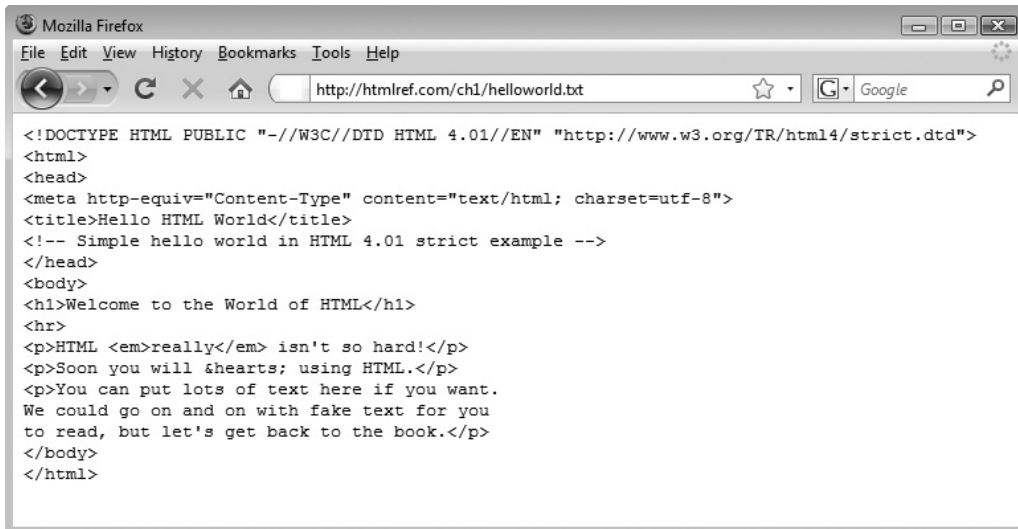 Mozilla Firefox
File Edit View History Bookmarks Tools Help
http://htmlref.com/ch1/helloworld.txt
G Google
<!DOCTYPE HTML PUBLIC "-//W3C//DTD HTML 4.01//EN" "http://www.w3.org/TR/html4/strict.dtd">
<html>
<head>
<meta http-equiv="Content-Type" content="text/html; charset=utf-8">
<title>Hello HTML World</title>
<!-- Simple hello world in HTML 4.01 strict example -->
</head>
<body>
<h1>Welcome to the World of HTML</h1>
<hr>
<p>HTML <em>really</em> isn't so hard!</p>
<p>Soon you will &hearts; using HTML.</p>
<p>You can put lots of text here if you want.
We could go on and on with fake text for you
to read, but let's get back to the book.</p>
</body>
</html>